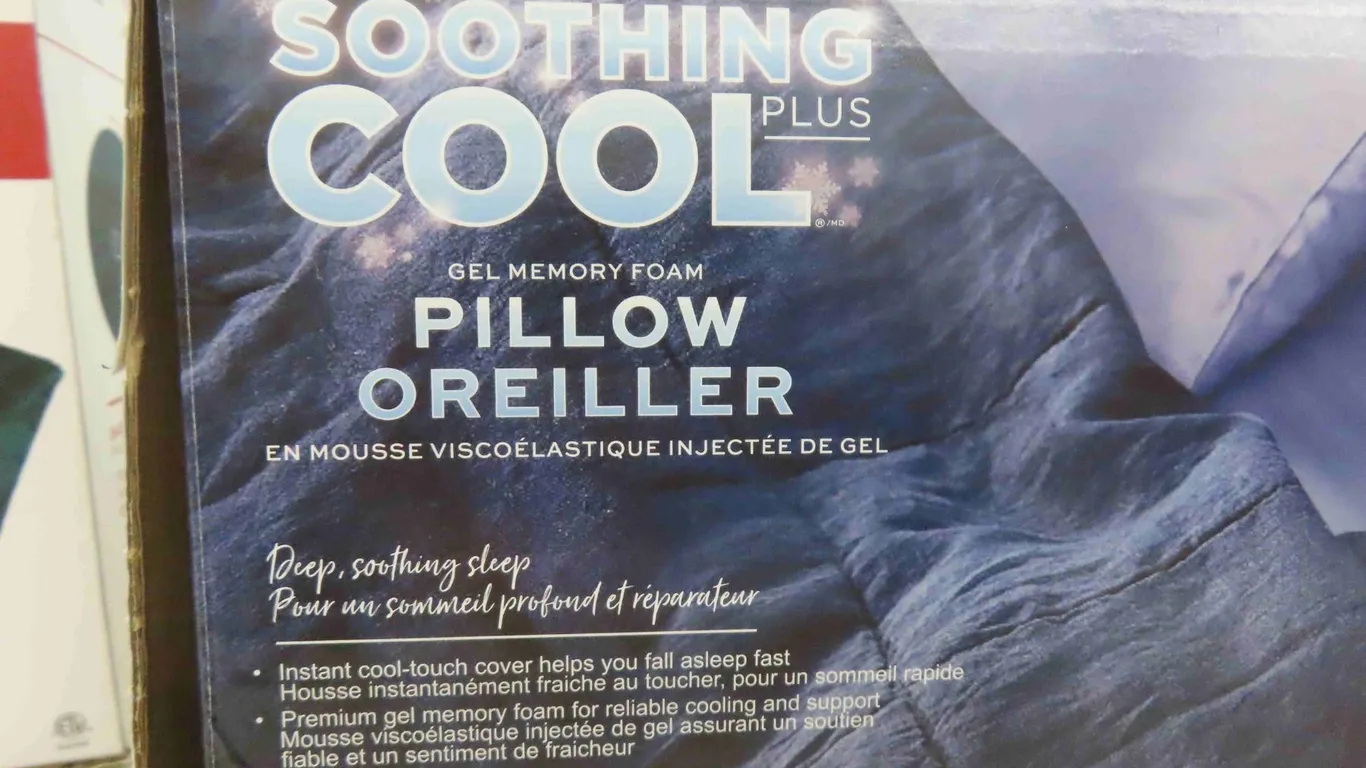 SOOTHING
COOL PLUS
®/MD
GEL MEMORY FOAM
PILLOW
OREILLER
EN MOUSSE VISCOÉLASTIQUE INJECTÉE DE GEL
Deep, soothing sleep
Pour un sommeil profond et réparateur
• Instant cool-touch cover helps you fall asleep fast
Housse instantanément fraiche au toucher, pour un sommeil rapide
• Premium gel memory foam for reliable cooling and support
Mousse viscoélastique injectée de gel assurant un soutien
fiable et un sentiment de fraicheur